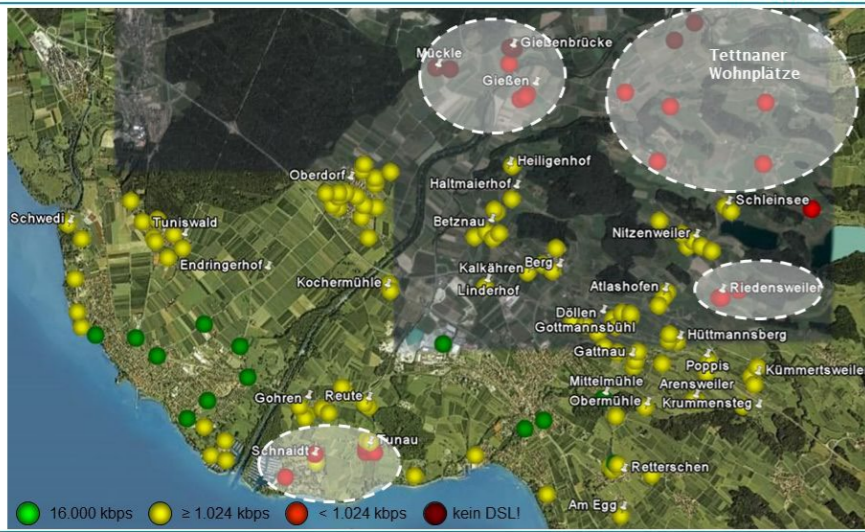 Gießenbrücke
Mückle
Gießen
Tettnaner
Wohnplätze
Oberdorf
Heiligenhof
Haltmaierhof
Schleinsee
Schwedi
Tuniswald
Betznau
Nitzenweiler
Endringerhof
Kalkähren
Berg
Kochermühle
Linderhof
Atlashofen
Riedensweiler
Döllen
Gottmannsbühl
Hüttmannsberg
Gattnau
Poppis
Kümmertsweiler
Mittelmühle
Arensweiler
Gohren
Reute
Obermühle
Krummensteg
Tunau
Schnaidt
Retterschen
Am Egg
16.000 kbps
≥ 1.024 kbps
< 1.024 kbps
kein DSL!